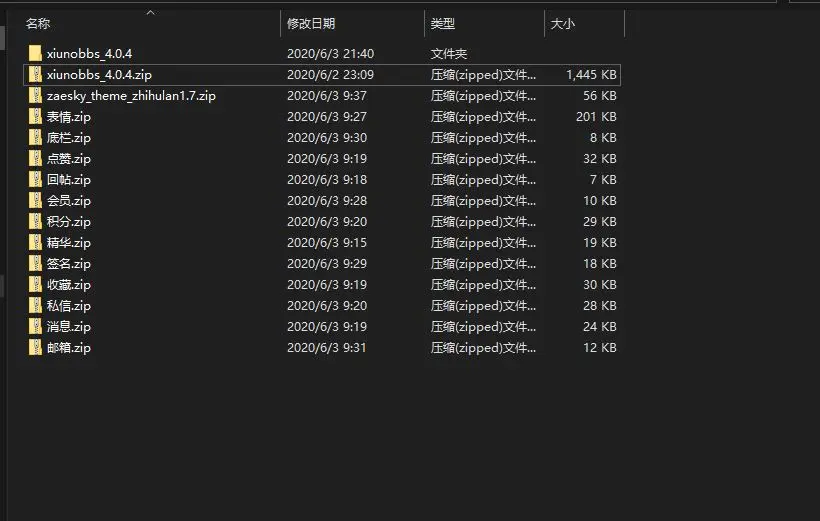 名称 修改日期 类型 大小
xiunobbs_4.0.4 2020/6/3 21:40 文件夹
xiunobbs_4.0.4.zip 2020/6/2 23:09 压缩(zipped)文件... 1,445 KB
zaesky_theme_zhihulan1.7.zip 2020/6/3 9:37 压缩(zipped)文件... 56 KB
表情.zip 2020/6/3 9:27 压缩(zipped)文件... 201 KB
底栏.zip 2020/6/3 9:30 压缩(zipped)文件... 8 KB
点赞.zip 2020/6/3 9:19 压缩(zipped)文件... 32 KB
回帖.zip 2020/6/3 9:18 压缩(zipped)文件... 7 KB
会员.zip 2020/6/3 9:28 压缩(zipped)文件... 10 KB
积分.zip 2020/6/3 9:20 压缩(zipped)文件... 29 KB
精华.zip 2020/6/3 9:15 压缩(zipped)文件... 19 KB
签名.zip 2020/6/3 9:29 压缩(zipped)文件... 18 KB
收藏.zip 2020/6/3 9:19 压缩(zipped)文件... 30 KB
私信.zip 2020/6/3 9:20 压缩(zipped)文件... 28 KB
消息.zip 2020/6/3 9:19 压缩(zipped)文件... 24 KB
邮箱.zip 2020/6/3 9:31 压缩(zipped)文件... 12 KB